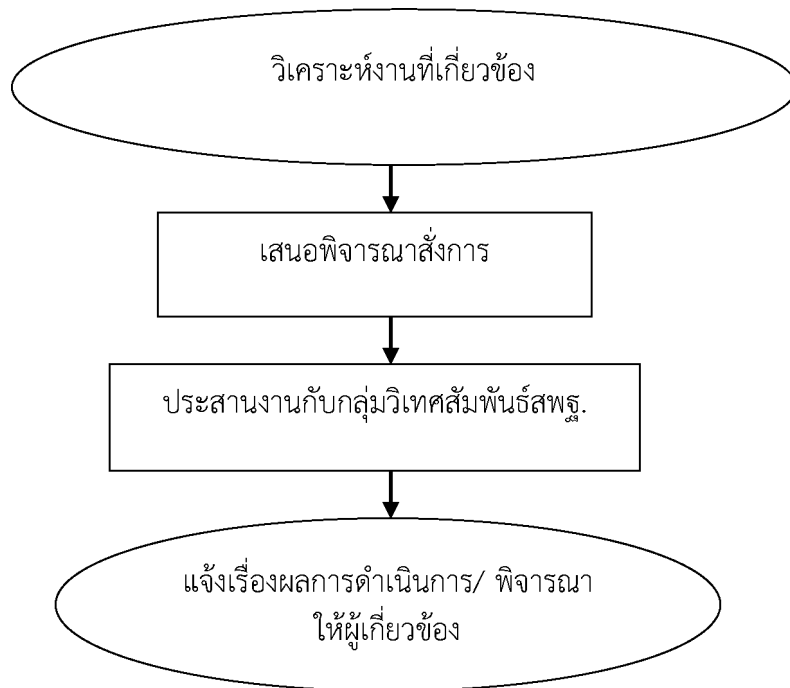 วิเคราะห์งานที่เกี่ยวข้อง
เสนอพิจารณาสั่งการ
ประสานงานกับกลุ่มวิเทศสัมพันธ์สพฐ.
แจ้งเรื่องผลการดำเนินการ/ พิจารณา
ให้ผู้เกี่ยวข้อง